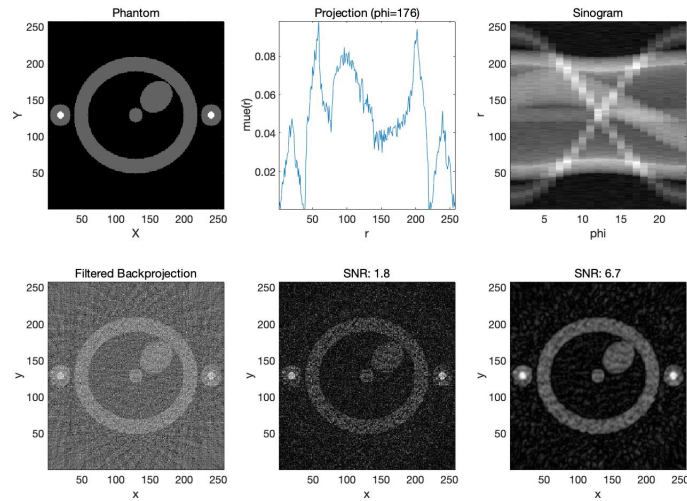 Phantom
250
200
150
100
50
Y
50 100 150 200 250
X
Projection (phi=176)
0.08
0.06
0.04
0.02
mue(r)
50 100 150 200 250
r
Sinogram
250
200
150
100
50
r
5 10 15 20
phi
Filtered Backprojection
250
200
150
100
50
y
50 100 150 200 250
x
SNR: 1.8
250
200
150
100
50
y
50 100 150 200 250
x
SNR: 6.7
250
200
150
100
50
y
50 100 150 200 250
x